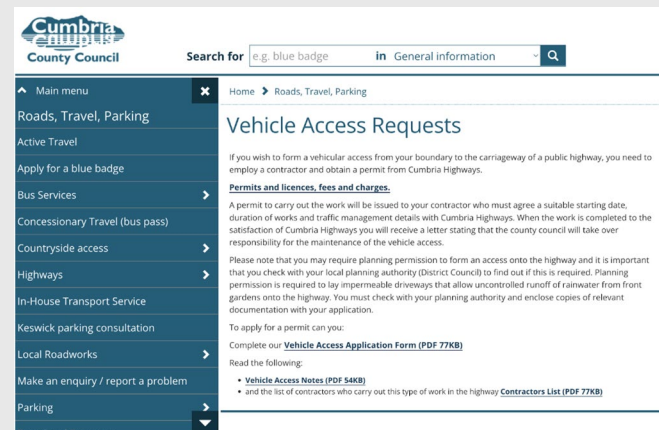 Cumbria
County Council
Search for e.g. blue badge in General information
Main menu
Roads, Travel, Parking
Active Travel
Apply for a blue badge
Bus Services
Concessionary Travel (bus pass)
Countryside access
Highways
In-House Transport Service
Keswick parking consultation
Local Roadworks
Make an enquiry / report a problem
Parking
Home Roads, Travel, Parking
Vehicle Access Requests
If you wish to form a vehicular access from your boundary to the carriageway of a public highway, you need to
employ a contractor and obtain a permit from Cumbria Highways.
Permits and licences, fees and charges.
A permit to carry out the work will be issued to your contractor who must agree a suitable starting date,
duration of works and traffic management details with Cumbria Highways. When the work is completed to the
satisfaction of Cumbria Highways you will receive a letter stating that the county council will take over
responsibility for the maintenance of the vehicle access.
Please note that you may require planning permission to form an access onto the highway and it is important
that you check with your local planning authority (District Council) to find out if this is required. Planning
permission is required to lay impermeable driveways that allow uncontrolled runoff of rainwater from front
gardens onto the highway. You must check with your planning authority and enclose copies of relevant
documentation with your application.
To apply for a permit can you:
Complete our Vehicle Access Application Form (PDF 77KB)
Read the following:
• Vehicle Access Notes (PDF 54KB)
• and the list of contractors who carry out this type of work in the highway Contractors List (PDF 77KB)